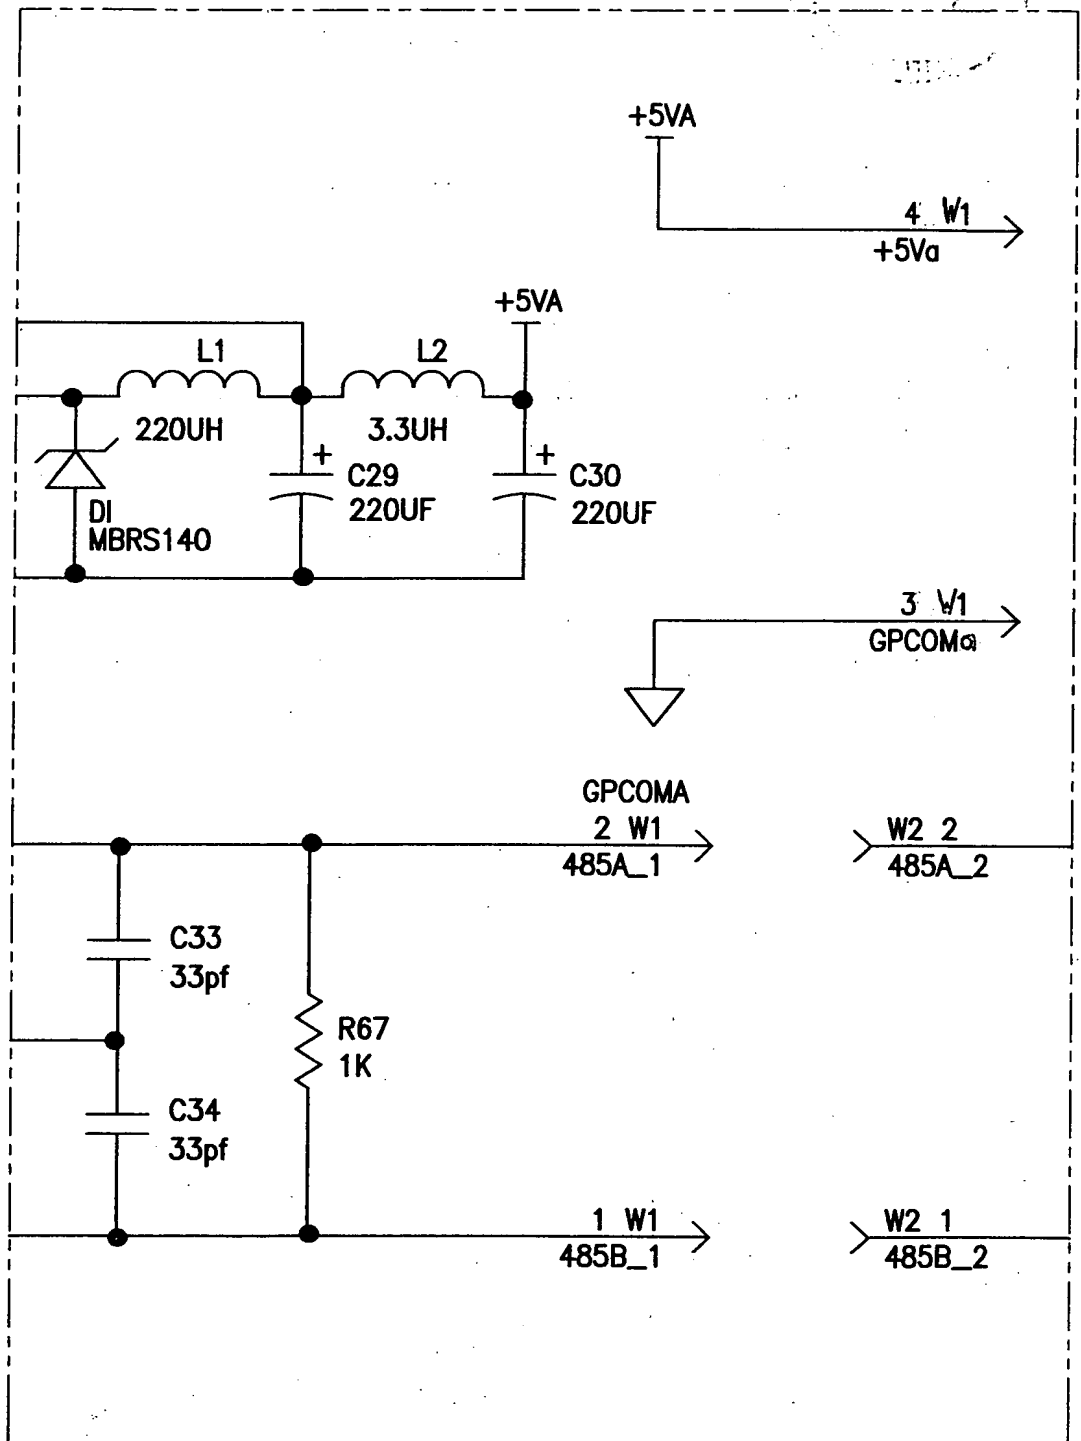 +5VA
4 W1
+5Va
+5VA
L1
L2
220UH
3.3UH
+
C29
220UF
+
C30
220UF
DI
MBRS140
3 W1
GPCOMa
GPCOMA
2 W1
485A_1
W2 2
485A_2
C33
33pf
R67
1K
C34
33pf
1 W1
485B_1
W2 1
485B_2